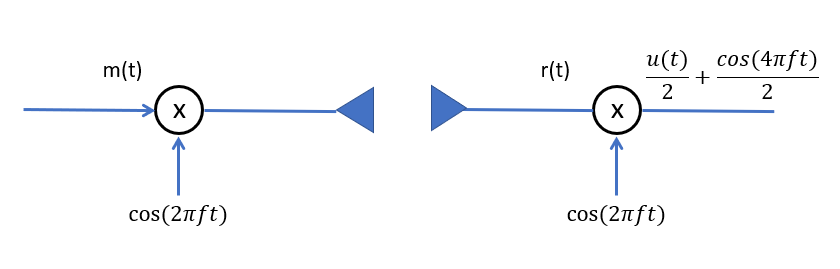 m(t)
X
cos(2πft)
r(t)
X
cos(2πft)
u(t)/2 + cos(4πft)/2